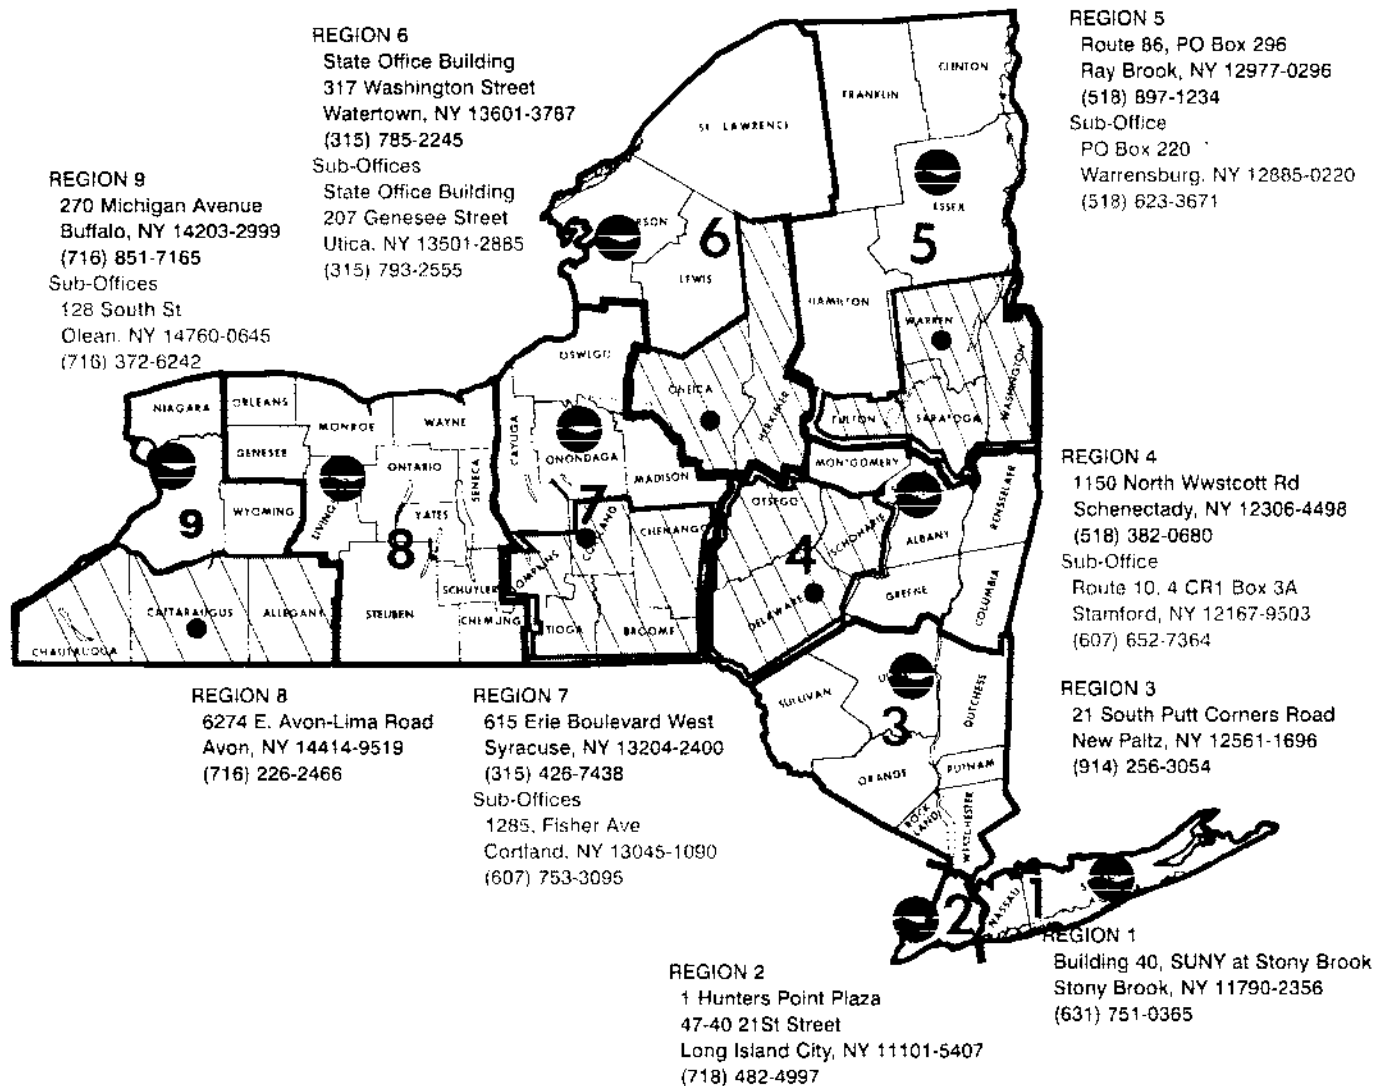 REGION 6
State Office Building
317 Washington Street
Watertown, NY 13601-3787
(315) 785-2245
Sub-Offices
State Office Building
207 Genesee Street
Utica, NY 13501-2885
(315) 793-2555
REGION 5
Route 86, PO Box 296
Ray Brook, NY 12977-0296
(518) 897-1234
Sub-Office
PO Box 220
Warrensburg, NY 12885-0220
(518) 623-3671
REGION 9
270 Michigan Avenue
Buffalo, NY 14203-2999
(716) 851-7165
Sub-Offices
128 South St
Olean, NY 14760-0645
(716) 372-6242
CLINTON
FRANKLIN
ST. LAWRENCE
ESSEX
RSON
6
5
LEWIS
HAMILTON
WARREN
WASHINGTON
OSWEGO
ONEICA
HERKIMER
FULTON
SARATOGA
NIAGARA
ORLEANS
MONROE
WAYNE
CAYUGA
GENESEE
ONTARIO
SENECA
ONONDAGA
MADISON
MONTGOMERY
RENSSELAER
9
WYOMING
LIVING
YATES
8
7
CORTLAND
CHENANGO
OTSEGO
SCHOHARIE
ALBANY
4
TOMPKINS
SCHUYLER
STEUBEN
CHEMUNG
TIOGA
BROOME
DELAWARE
GREENE
COLUMBIA
CHAUTAUQUA
CATTARAUGUS
ALLEGANY
SULLIVAN
U
DUTCHESS
3
ORANGE
PUTNAM
ROCK
LAND
WESTCHESTER
2
NASSAU
1
S
REGION 4
1150 North Wwstcott Rd
Schenectady, NY 12306-4498
(518) 382-0680
Sub-Office
Route 10, 4 CR1 Box 3A
Stamford, NY 12167-9503
(607) 652-7364
REGION 3
21 South Putt Corners Road
New Paltz, NY 12561-1696
(914) 256-3054
REGION 8
6274 E. Avon-Lima Road
Avon, NY 14414-9519
(716) 226-2466
REGION 7
615 Erie Boulevard West
Syracuse, NY 13204-2400
(315) 426-7438
Sub-Offices
1285, Fisher Ave
Cortland, NY 13045-1090
(607) 753-3095
REGION 2
1 Hunters Point Plaza
47-40 21St Street
Long Island City, NY 11101-5407
(718) 482-4997
REGION 1
Building 40, SUNY at Stony Brook
Stony Brook, NY 11790-2356
(631) 751-0365